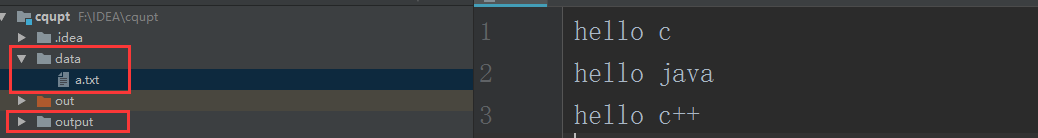 cqupt F:\IDEA\cqupt
.idea
data
a.txt
out
output
1 hello c
2 hello java
3 hello c++